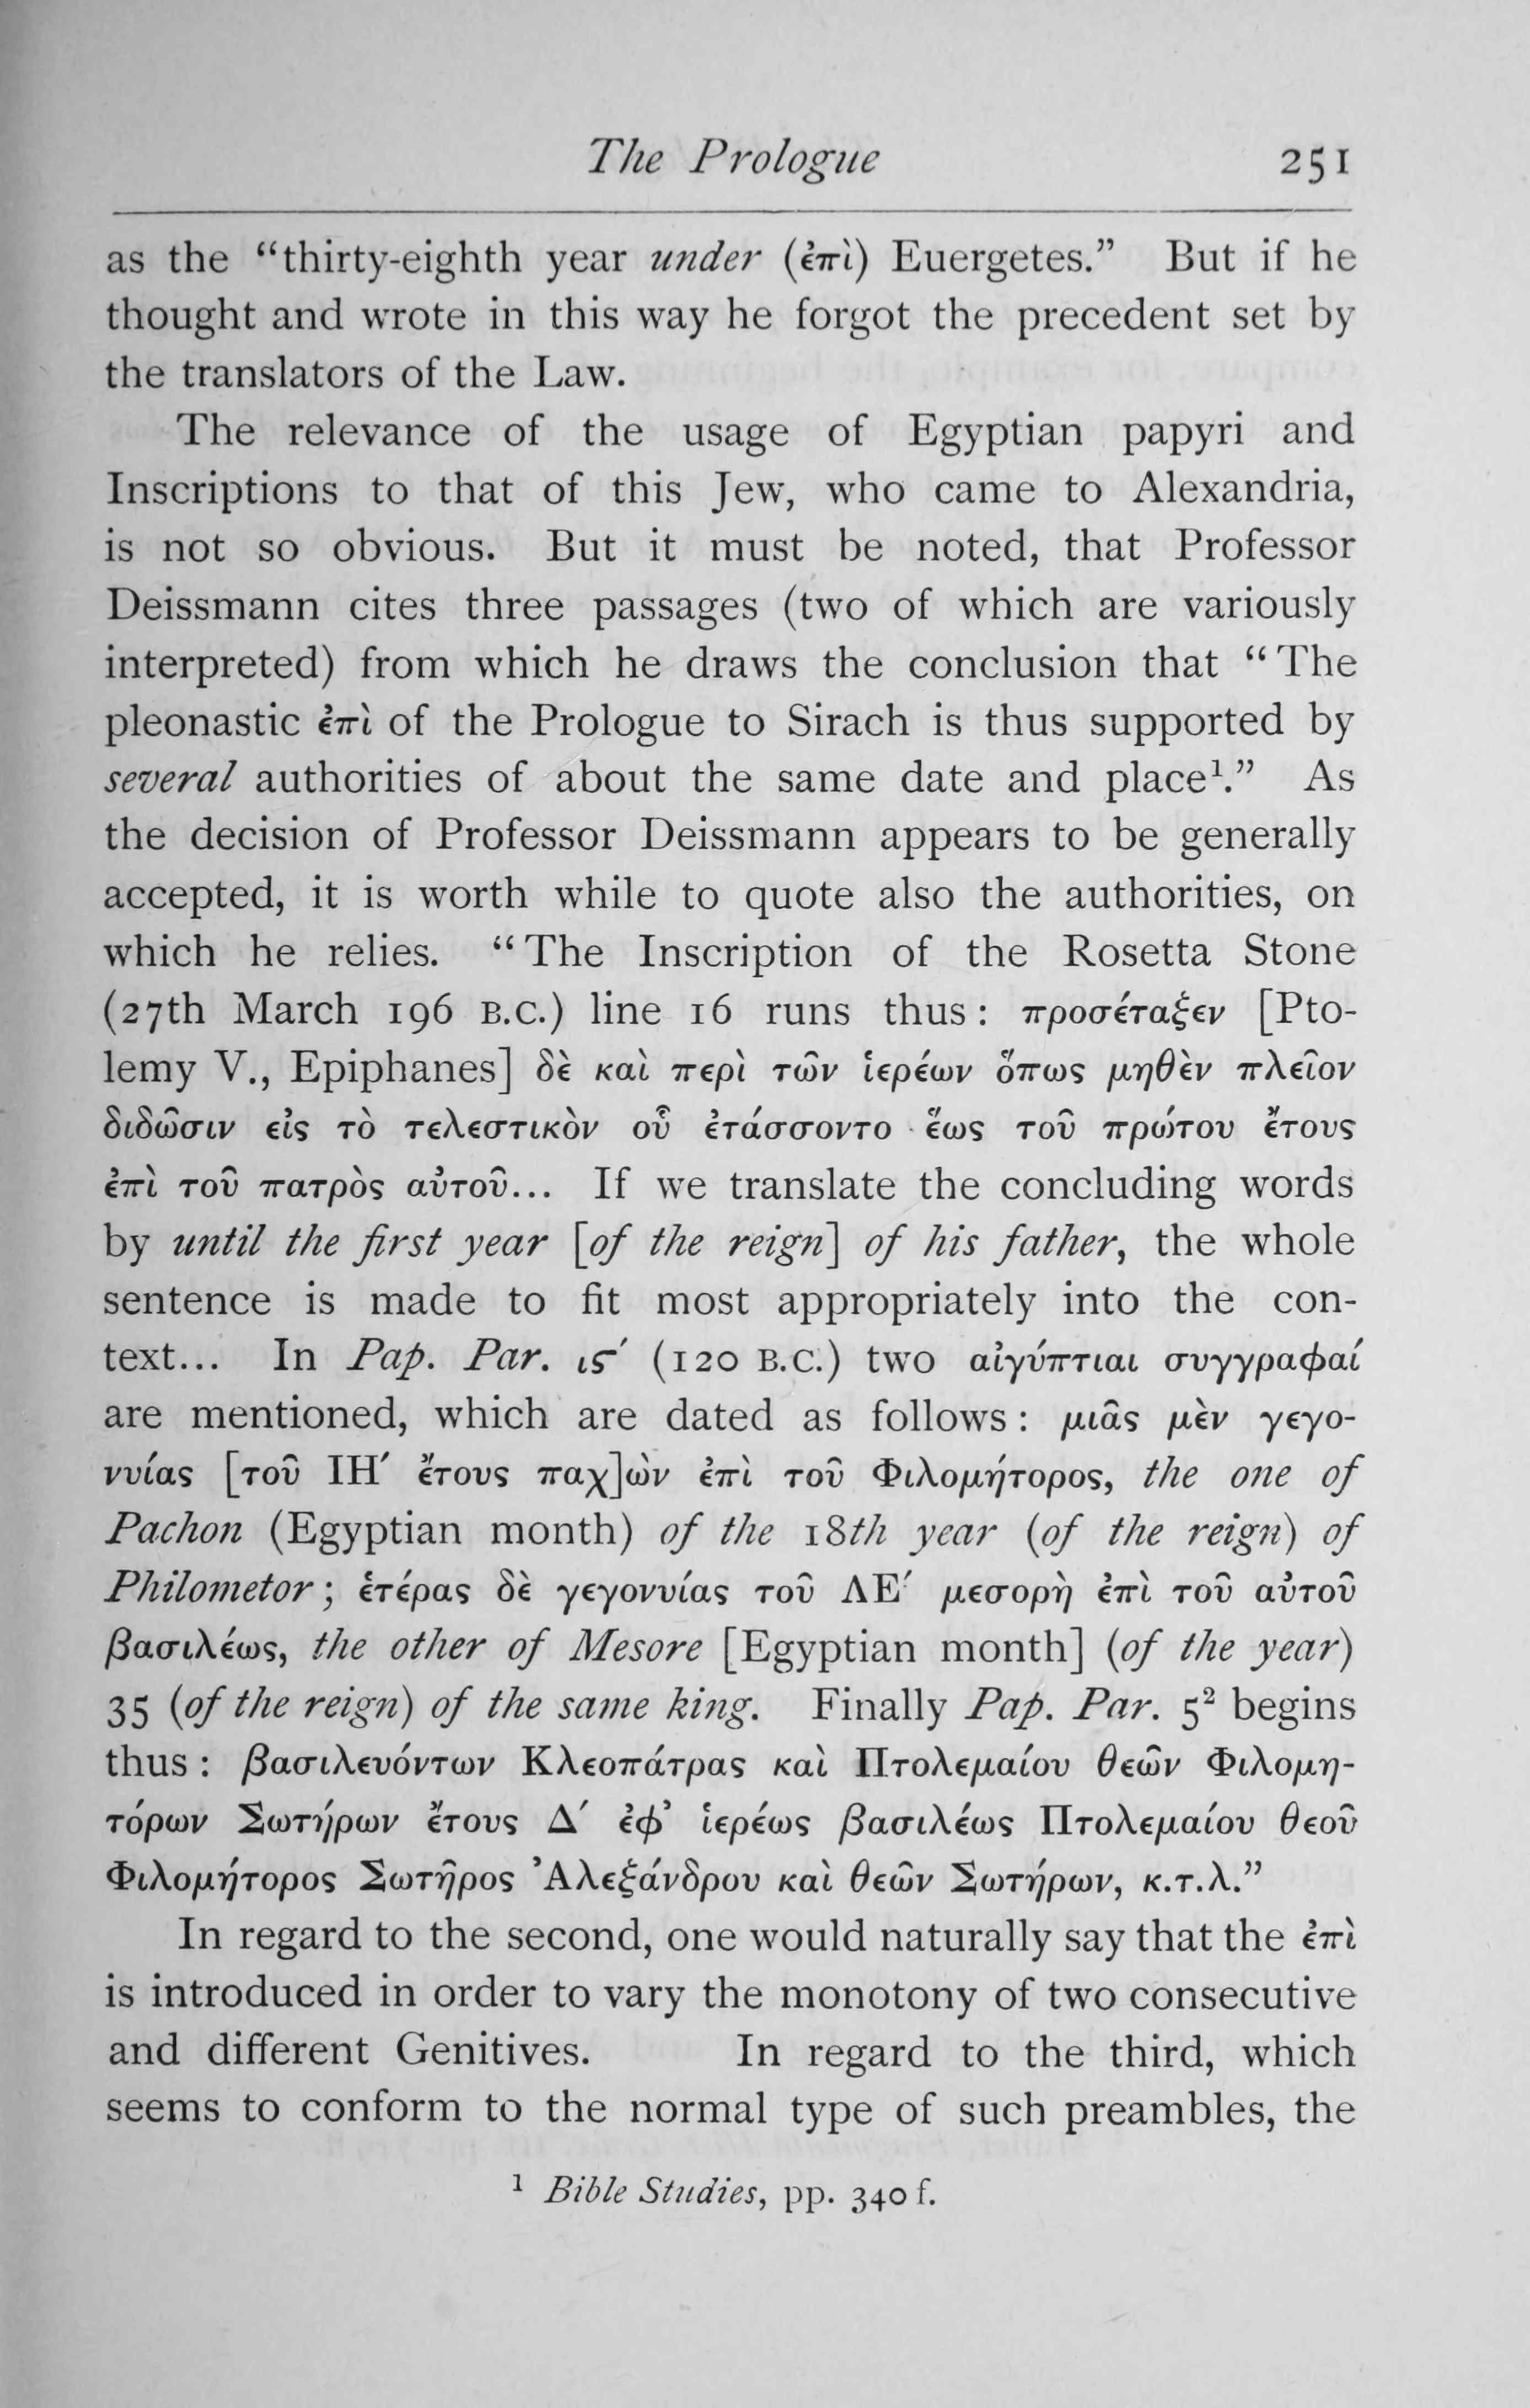 The Prologue 251
as the “thirty-eighth year under (ἐπὶ) Euergetes.” But if he
thought and wrote in this way he forgot the precedent set by
the translators of the Law.
The relevance of the usage of Egyptian papyri and
Inscriptions to that of this Jew, who came to Alexandria,
is not so obvious. But it must be noted, that Professor
Deissmann cites three passages (two of which are variously
interpreted) from which he draws the conclusion that “The
pleonastic ἐπὶ of the Prologue to Sirach is thus supported by
several authorities of about the same date and place¹.” As
the decision of Professor Deissmann appears to be generally
accepted, it is worth while to quote also the authorities, on
which he relies. “The Inscription of the Rosetta Stone
(27th March 196 B.C.) line 16 runs thus: προσέταξεν [Pto-
lemy V., Epiphanes] δὲ καὶ περὶ τῶν ἱερέων ὅπως μηθὲν πλεῖον
διδῶσιν εἰς τὸ τελεστικὸν οὗ ἐτάσσοντο ἕως τοῦ πρώτου ἔτους
ἐπὶ τοῦ πατρὸς αὐτοῦ... If we translate the concluding words
by until the first year [of the reign] of his father, the whole
sentence is made to fit most appropriately into the con-
text... In Pap. Par. ιϛ′ (120 B.C.) two αἰγύπτιαι συγγραφαί
are mentioned, which are dated as follows: μιᾶς μὲν γεγο-
νυίας [τοῦ ΙΗ′ ἔτους παχ]ὼν ἐπὶ τοῦ Φιλομήτορος, the one of
Pachon (Egyptian month) of the 18th year (of the reign) of
Philometor; ἑτέρας δὲ γεγονυίας τοῦ ΛΕ′ μεσορὴ ἐπὶ τοῦ αὐτοῦ
βασιλέως, the other of Mesore [Egyptian month] (of the year)
35 (of the reign) of the same king. Finally Pap. Par. 5² begins
thus: βασιλευόντων Κλεοπάτρας καὶ Πτολεμαίου θεῶν Φιλομη-
τόρων Σωτήρων ἔτους Δ′ ἐφ’ ἱερέως βασιλέως Πτολεμαίου θεοῦ
Φιλομήτορος Σωτῆρος Ἀλεξάνδρου καὶ θεῶν Σωτήρων, κ.τ.λ.”
In regard to the second, one would naturally say that the ἐπὶ
is introduced in order to vary the monotony of two consecutive
and different Genitives. In regard to the third, which
seems to conform to the normal type of such preambles, the
¹ Bible Studies, pp. 340 f.